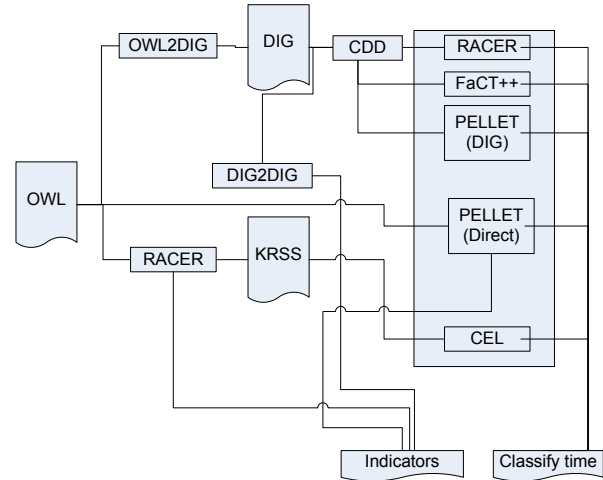 OWL2DIG
DIG
CDD
RACER
FaCT++
PELLET
(DIG)
DIG2DIG
OWL
PELLET
(Direct)
RACER
KRSS
CEL
Indicators
Classify time